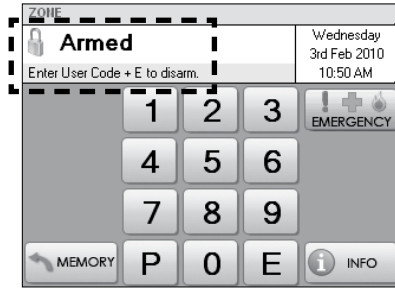 ZONE
Armed
Enter User Code + E to disarm.
Wednesday
3rd Feb 2010
10:50 AM
1 2 3
EMERGENCY
4 5 6
7 8 9
MEMORY P 0 E INFO